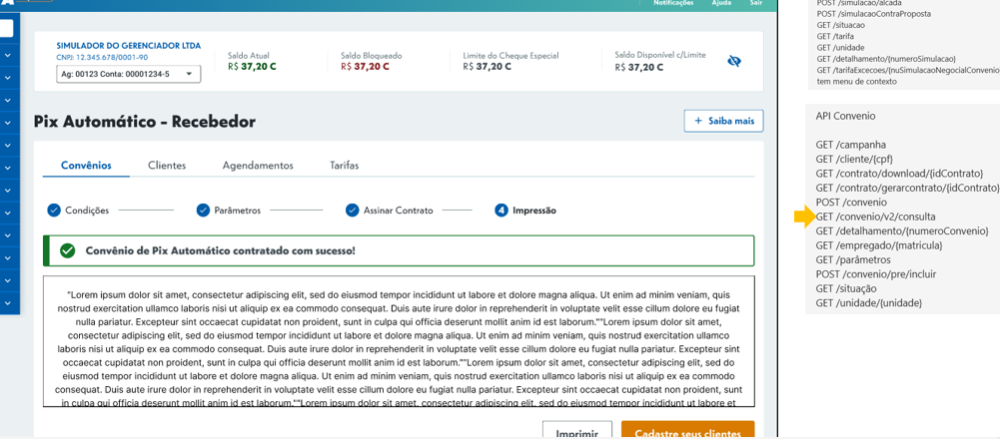 Notificações Ajuda Sair
SIMULADOR DO GERENCIADOR LTDA
CNPJ: 12.345.678/0001-90
Ag: 00123 Conta: 00001234-5
Saldo Atual
R$ 37,20 C
Saldo Bloqueado
R$ 37,20 C
Limite do Cheque Especial
R$ 37,20 C
Saldo Disponível c/Limite
R$ 37,20 C
Pix Automático - Recebedor
+ Saiba mais
Convênios Clientes Agendamentos Tarifas
Condições Parâmetros Assinar Contrato 4 Impressão
Convênio de Pix Automático contratado com sucesso!
"Lorem ipsum dolor sit amet, consectetur adipiscing elit, sed do eiusmod tempor incididunt ut labore et dolore magna aliqua. Ut enim ad minim veniam, quis
nostrud exercitation ullamco laboris nisi ut aliquip ex ea commodo consequat. Duis aute irure dolor in reprehenderit in voluptate velit esse cillum dolore eu fugiat
nulla pariatur. Excepteur sint occaecat cupidatat non proident, sunt in culpa qui officia deserunt mollit anim id est laborum.""Lorem ipsum dolor sit amet,
consectetur adipiscing elit, sed do eiusmod tempor incididunt ut labore et dolore magna aliqua. Ut enim ad minim veniam, quis nostrud exercitation ullamco
laboris nisi ut aliquip ex ea commodo consequat. Duis aute irure dolor in reprehenderit in voluptate velit esse cillum dolore eu fugiat nulla pariatur. Excepteur sint
occaecat cupidatat non proident, sunt in culpa qui officia deserunt mollit anim id est laborum.""Lorem ipsum dolor sit amet, consectetur adipiscing elit, sed do
eiusmod tempor incididunt ut labore et dolore magna aliqua. Ut enim ad minim veniam, quis nostrud exercitation ullamco laboris nisi ut aliquip ex ea commodo
consequat. Duis aute irure dolor in reprehenderit in voluptate velit esse cillum dolore eu fugiat nulla pariatur. Excepteur sint occaecat cupidatat non proident, sunt
in culpa qui officia deserunt mollit anim id est laborum.""Lorem ipsum dolor sit amet, consectetur adipiscing elit, sed do eiusmod tempor incididunt ut labore et
Imprimir
Cadastre seus clientes
POST /simulacao/alcada
POST /simulacaoContraProposta
GET /situacao
GET /tarifa
GET /unidade
GET /detalhamento/{numeroSimulacao}
GET /tarifaExcecoes/{nuSimulacaoNegocialConvenio
tem menu de contexto
API Convenio
GET /campanha
GET /cliente/{cpf}
GET /contrato/download/{idContrato}
GET /contrato/gerarcontrato/{idContrato}
POST /convenio
GET /convenio/v2/consulta
GET /detalhamento/{numeroConvenio}
GET /empregado/{matricula}
GET /parâmetros
POST /convenio/pre/incluir
GET /situação
GET /unidade/{unidade}